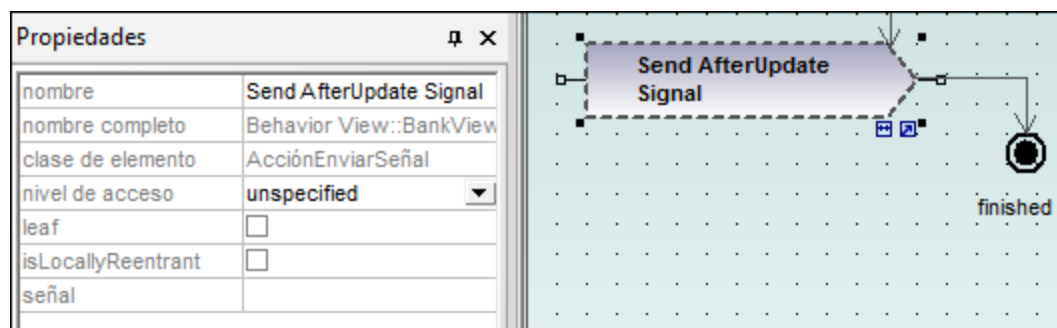 Propiedades
nombre Send AfterUpdate Signal
nombre completo Behavior View::BankView
clase de elemento AcciónEnviarSeñal
nivel de acceso unspecified
leaf
isLocallyReentrant
señal
Send AfterUpdate
Signal
finished